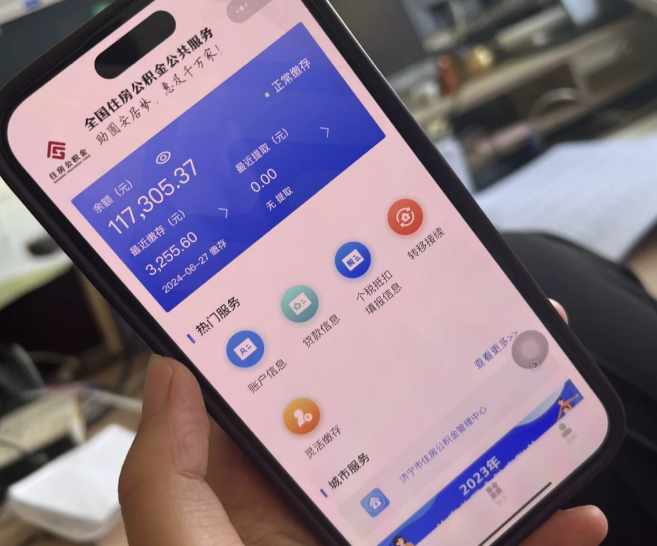 全国住房公积金公共服务
助圆安居梦，惠及千万家！
住房公积金
正常缴存
余额（元）
117,305.37
最近缴存（元）
3,255.60
2024-06-27 缴存
最近提取（元）
0.00
无 提取
热门服务
账户信息
贷款信息
个税抵扣
填报信息
转移接续
灵活缴存
城市服务
查看更多>>
济宁市住房公积金管理中心
2023年